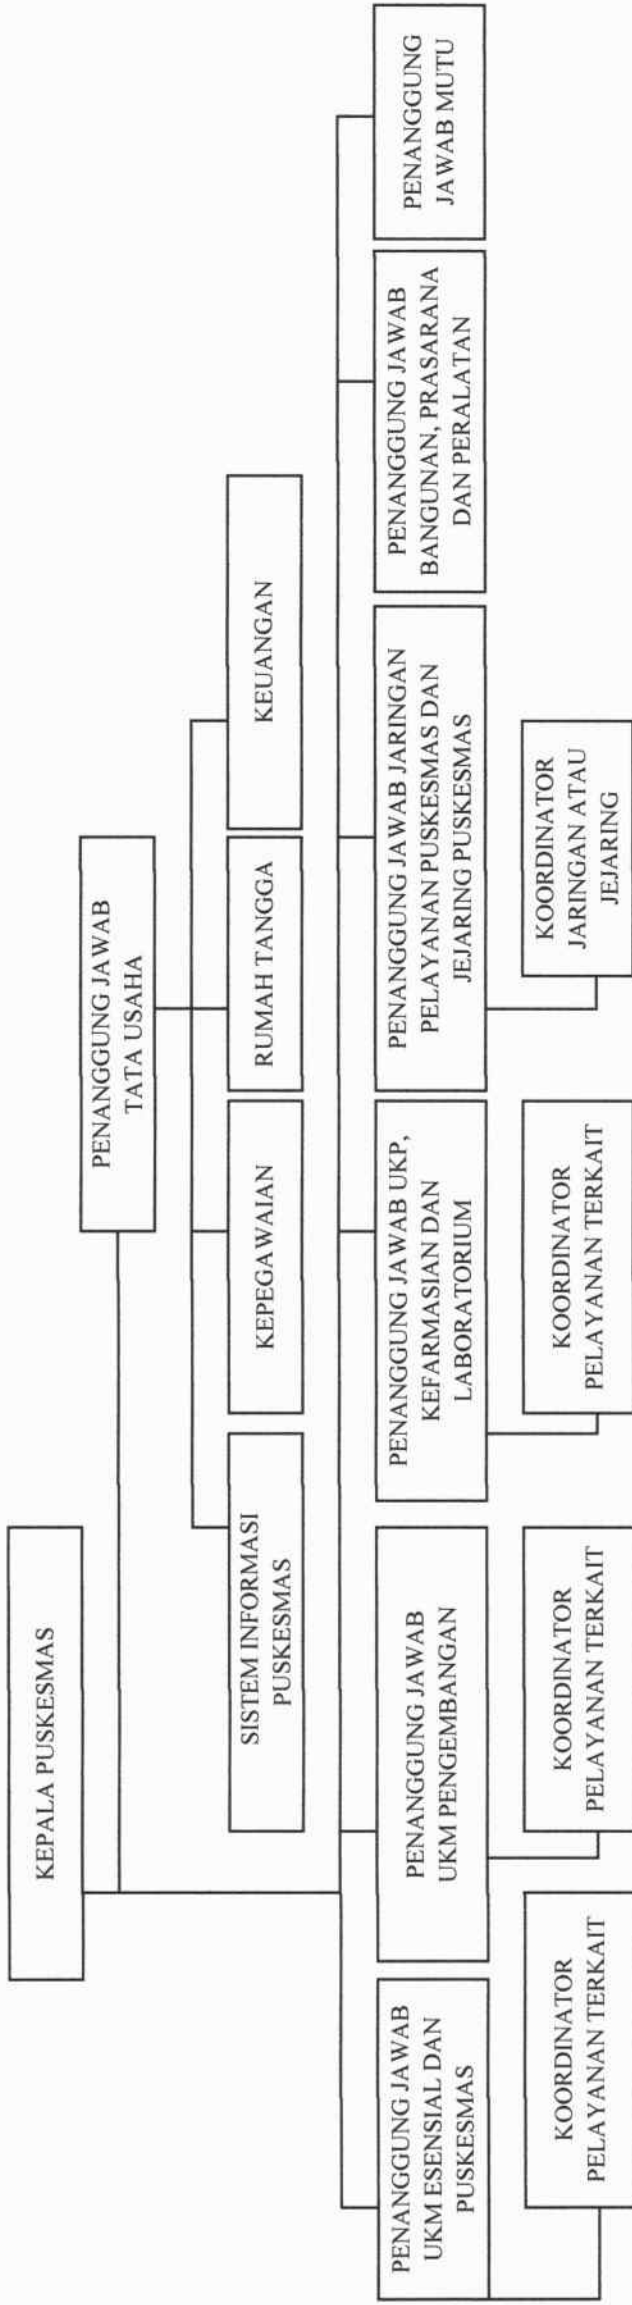 KEPALA PUSKESMAS
PENANGGUNG JAWAB
TATA USAHA
SISTEM INFORMASI
PUSKESMAS
KEPEGAWAIAN
RUMAH TANGGA
KEUANGAN
PENANGGUNG JAWAB
UKM ESENSIAL DAN
PUSKESMAS
PENANGGUNG JAWAB
UKM PENGEMBANGAN
PENANGGUNG JAWAB UKP,
KEFARMASIAN DAN
LABORATORIUM
PENANGGUNG JAWAB JARINGAN
PELAYANAN PUSKESMAS DAN
JEJARING PUSKESMAS
PENANGGUNG JAWAB
BANGUNAN, PRASARANA
DAN PERALATAN
PENANGGUNG
JAWAB MUTU
KOORDINATOR
PELAYANAN TERKAIT
KOORDINATOR
PELAYANAN TERKAIT
KOORDINATOR
PELAYANAN TERKAIT
KOORDINATOR
JARINGAN ATAU
JEJARING